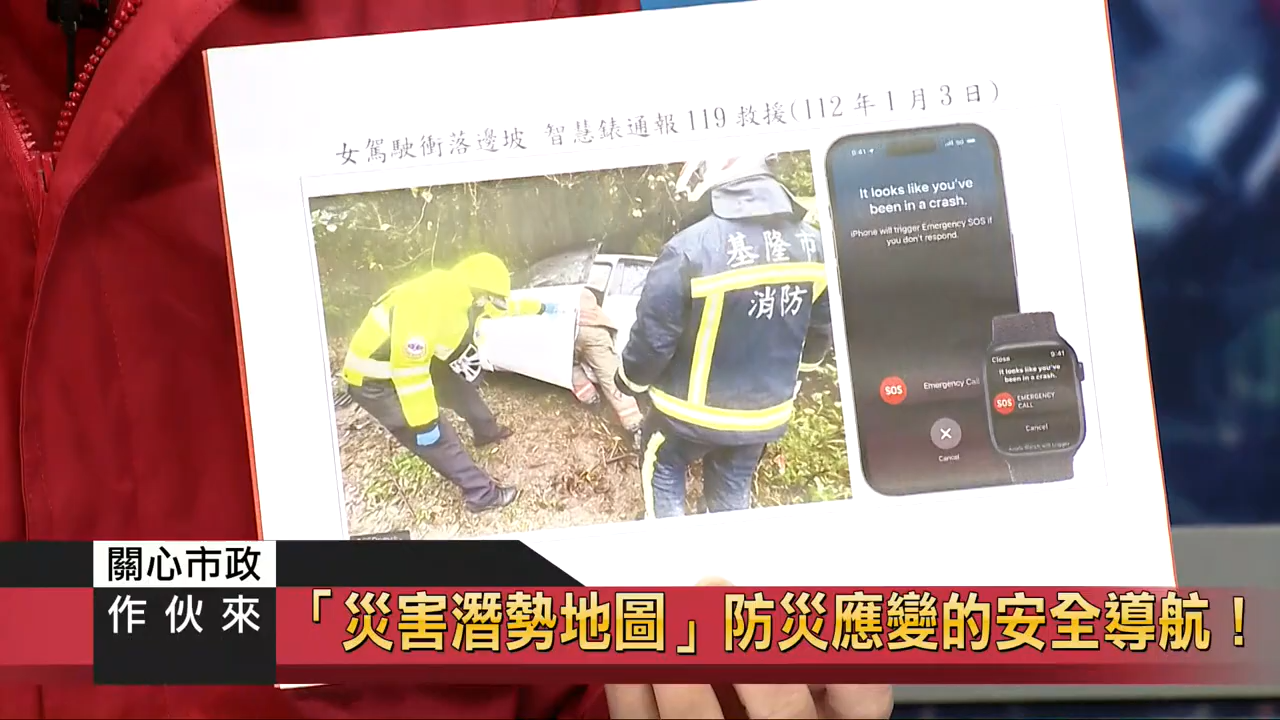 女駕駛衝落邊坡 智慧錶通報119救援(112年1月3日)
基隆市
消防
9:41
It looks like you've
been in a crash.
iPhone will trigger Emergency SOS if
you don't respond.
SOS Emergency Call
Cancel
Close 9:41
It looks like you've
been in a crash.
SOS EMERGENCY
CALL
Cancel
關心市政
作伙來
「災害潛勢地圖」防災應變的安全導航！